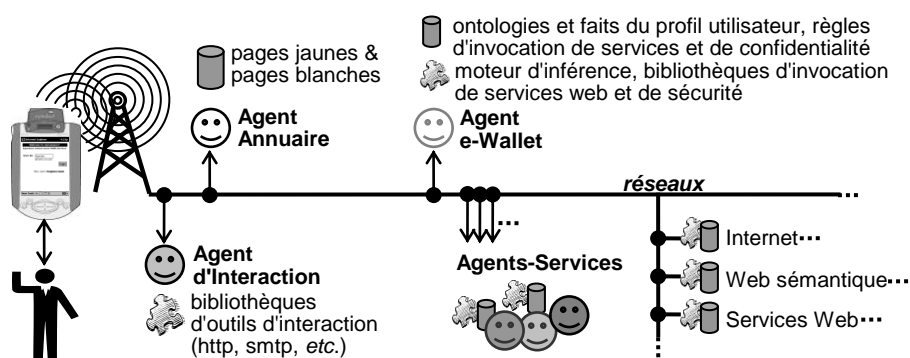 ontologies et faits du profil utilisateur, règles
d'invocation de services et de confidentialité
moteur d'inférence, bibliothèques d'invocation
de services web et de sécurité
pages jaunes &
pages blanches
Agent
Annuaire
Agent
e-Wallet
réseaux
...
Agent
d'Interaction
bibliothèques
d'outils d'interaction
(http, smtp, etc.)
...
Agents-Services
Internet...
Web sémantique...
Services Web...